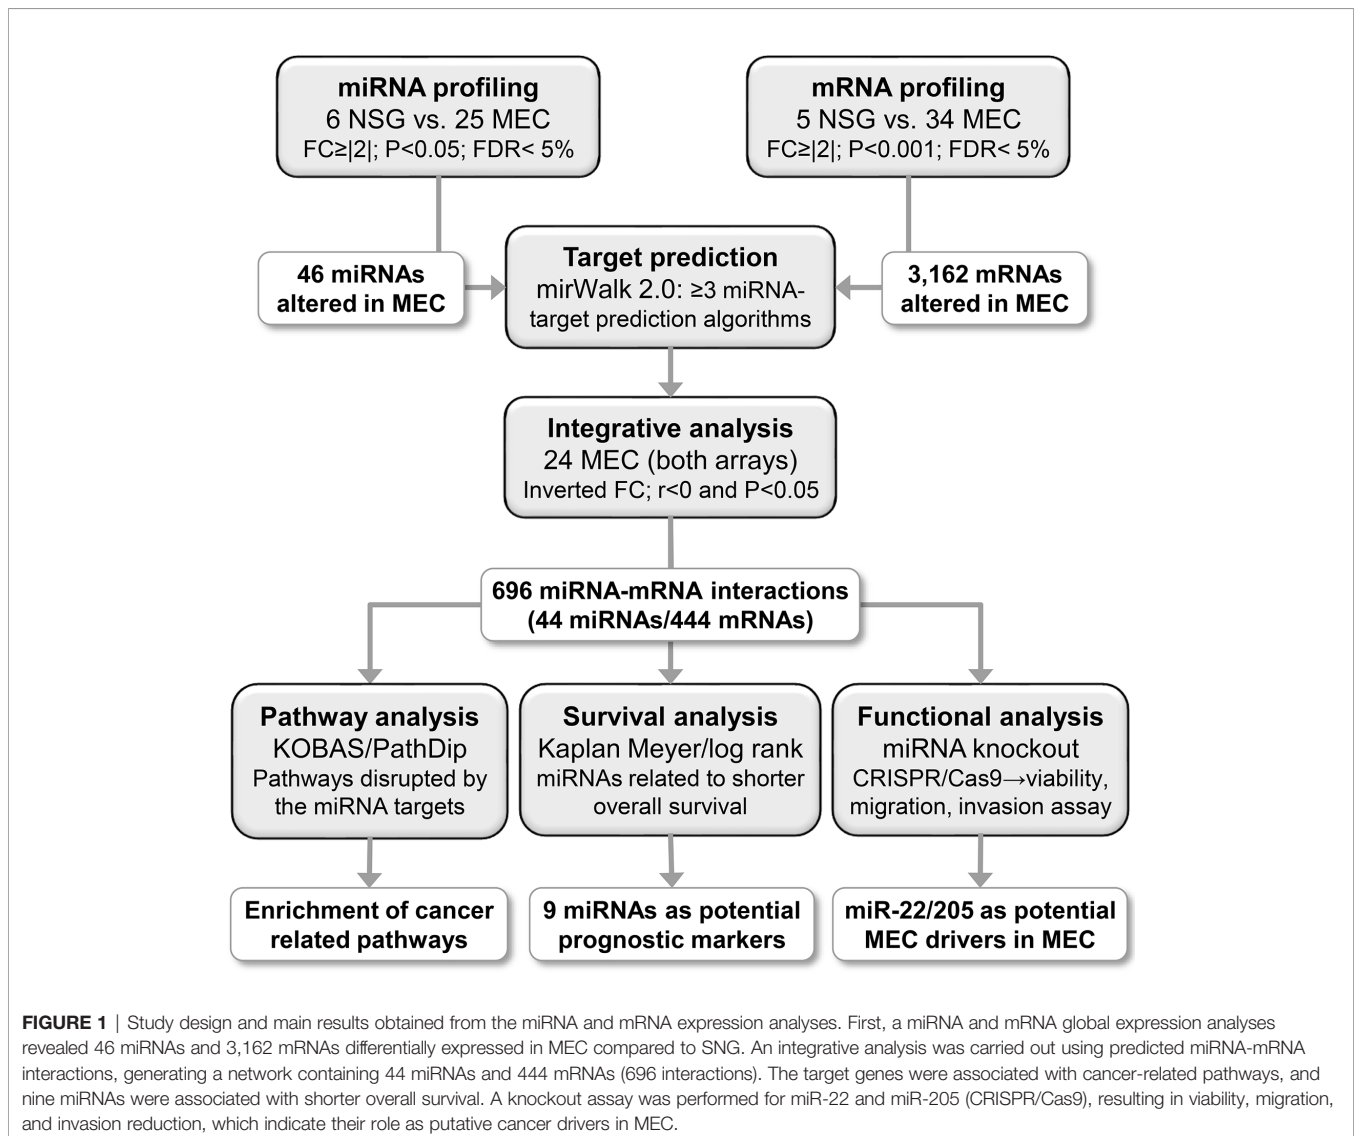 miRNA profiling
6 NSG vs. 25 MEC
FC≥|2|; P<0.05; FDR< 5%
mRNA profiling
5 NSG vs. 34 MEC
FC≥|2|; P<0.001; FDR< 5%
46 miRNAs
altered in MEC
Target prediction
mirWalk 2.0: ≥3 miRNA-
target prediction algorithms
3,162 mRNAs
altered in MEC
Integrative analysis
24 MEC (both arrays)
Inverted FC; r<0 and P<0.05
696 miRNA-mRNA interactions
(44 miRNAs/444 mRNAs)
Pathway analysis
KOBAS/PathDip
Pathways disrupted by
the miRNA targets
Survival analysis
Kaplan Meyer/log rank
miRNAs related to shorter
overall survival
Functional analysis
miRNA knockout
CRISPR/Cas9→viability,
migration, invasion assay
Enrichment of cancer
related pathways
9 miRNAs as potential
prognostic markers
miR-22/205 as potential
MEC drivers in MEC
FIGURE 1 | Study design and main results obtained from the miRNA and mRNA expression analyses. First, a miRNA and mRNA global expression analyses
revealed 46 miRNAs and 3,162 mRNAs differentially expressed in MEC compared to SNG. An integrative analysis was carried out using predicted miRNA-mRNA
interactions, generating a network containing 44 miRNAs and 444 mRNAs (696 interactions). The target genes were associated with cancer-related pathways, and
nine miRNAs were associated with shorter overall survival. A knockout assay was performed for miR-22 and miR-205 (CRISPR/Cas9), resulting in viability, migration,
and invasion reduction, which indicate their role as putative cancer drivers in MEC.